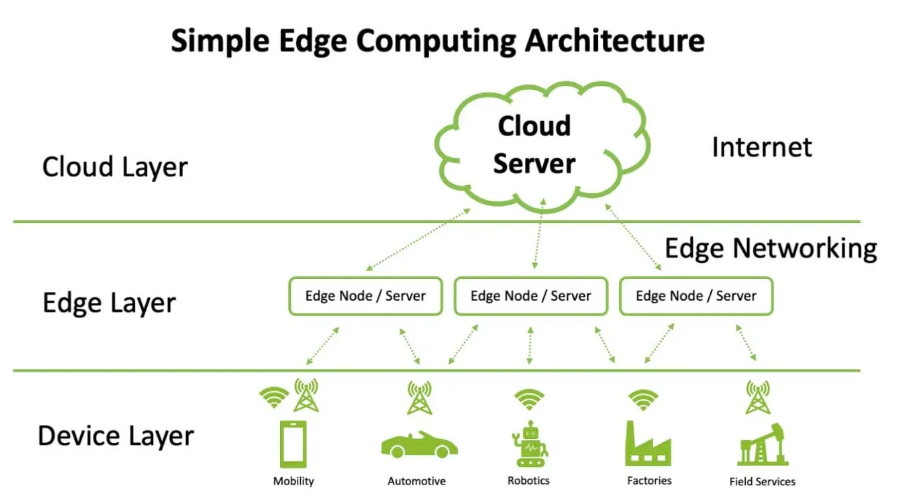 Simple Edge Computing Architecture
Cloud
Server
Internet
Cloud Layer
Edge Networking
Edge Layer
Edge Node / Server
Edge Node / Server
Edge Node / Server
Device Layer
Mobility
Automotive
Robotics
Factories
Field Services